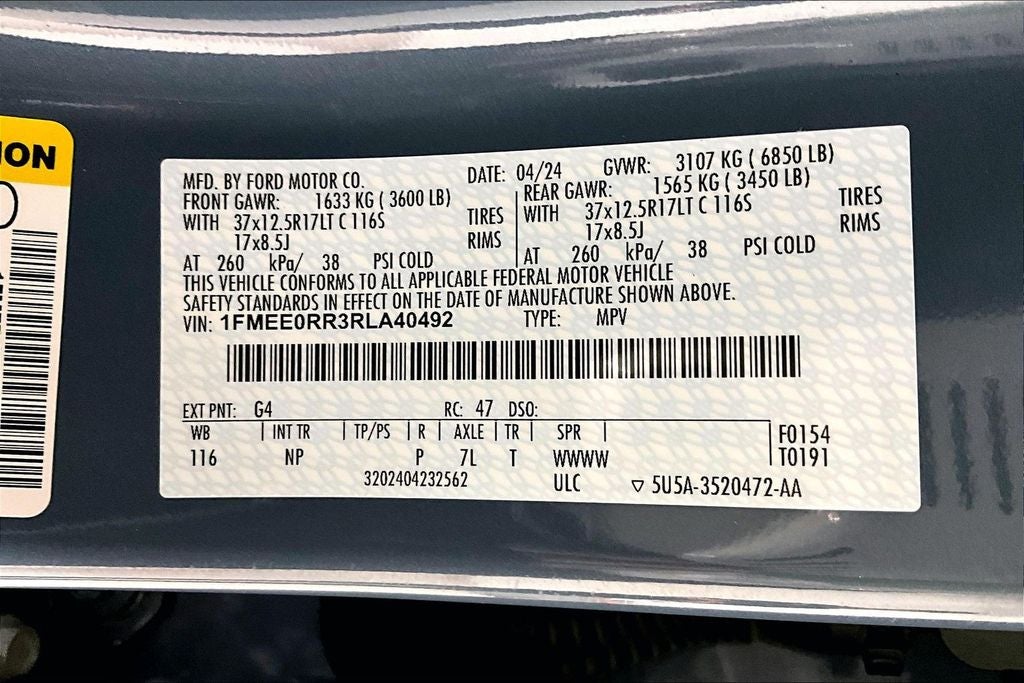 ION
MFD. BY FORD MOTOR CO. DATE: 04/24 GVWR: 3107 KG ( 6850 LB)
FRONT GAWR: 1633 KG ( 3600 LB) REAR GAWR: 1565 KG ( 3450 LB)
WITH 37x12.5R17LT C 116S TIRES WITH 37x12.5R17LT C 116S TIRES
17x8.5J RIMS 17x8.5J RIMS
AT 260 kPa/ 38 PSI COLD AT 260 kPa/ 38 PSI COLD
THIS VEHICLE CONFORMS TO ALL APPLICABLE FEDERAL MOTOR VEHICLE
SAFETY STANDARDS IN EFFECT ON THE DATE OF MANUFACTURE SHOWN ABOVE.
VIN: 1FMEE0RR3RLA40492 TYPE: MPV
EXT PNT: G4 RC: 47 DSO:
WB | INT TR | TP/PS | R | AXLE | TR | SPR | F0154
116 NP P 7L T WWWW T0191
3202404232562 ULC ▽ 5U5A-3520472-AA